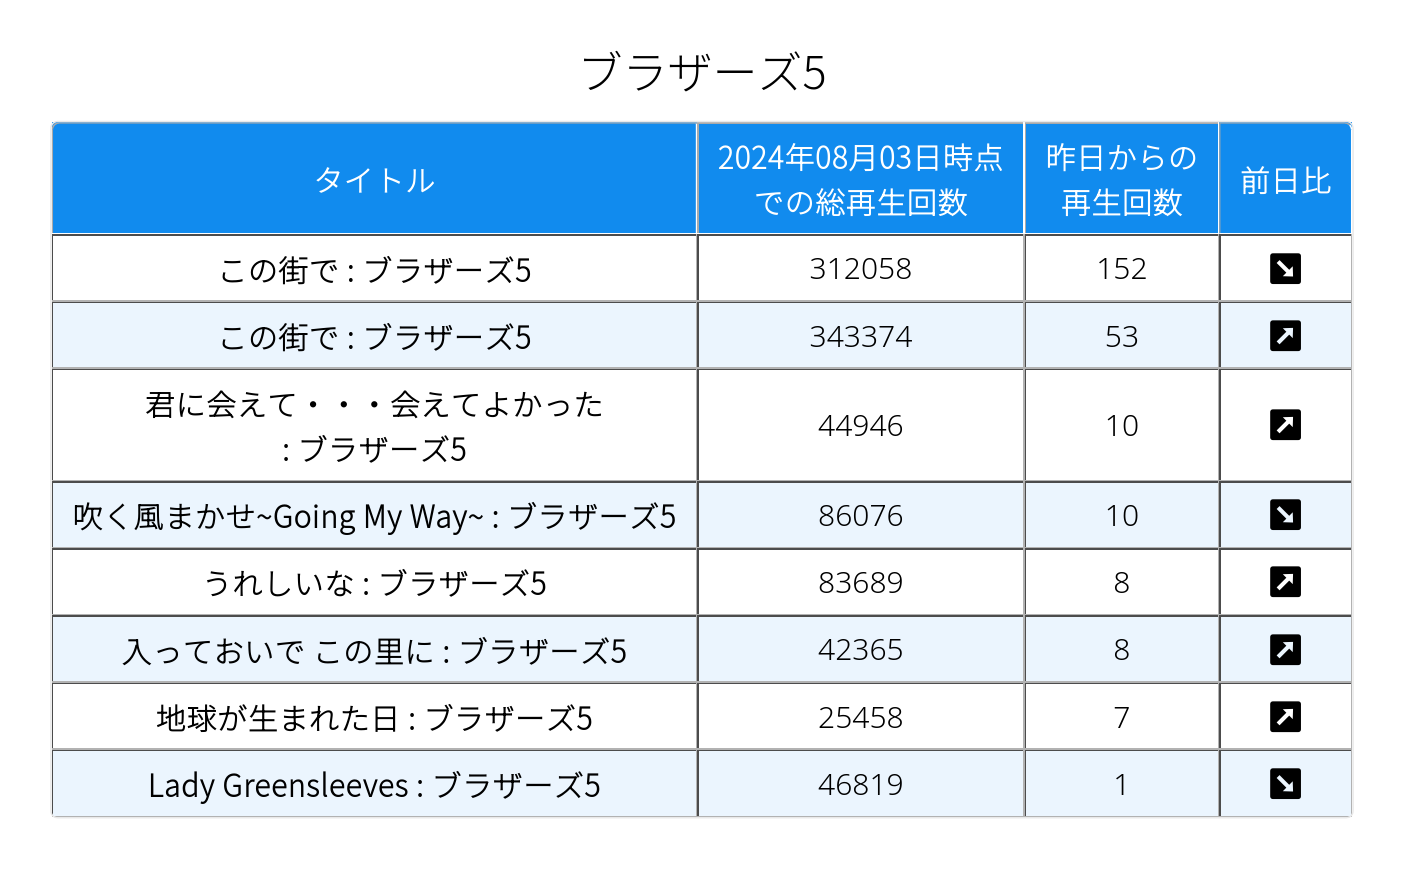 ブラザーズ5
タイトル
2024年08月03日時点
での総再生回数
昨日からの
再生回数
前日比
この街で : ブラザーズ5
312058
152
この街で : ブラザーズ5
343374
53
君に会えて・・・会えてよかった
: ブラザーズ5
44946
10
吹く風まかせ~Going My Way~ : ブラザーズ5
86076
10
うれしいな : ブラザーズ5
83689
8
入っておいで この里に : ブラザーズ5
42365
8
地球が生まれた日 : ブラザーズ5
25458
7
Lady Greensleeves : ブラザーズ5
46819
1